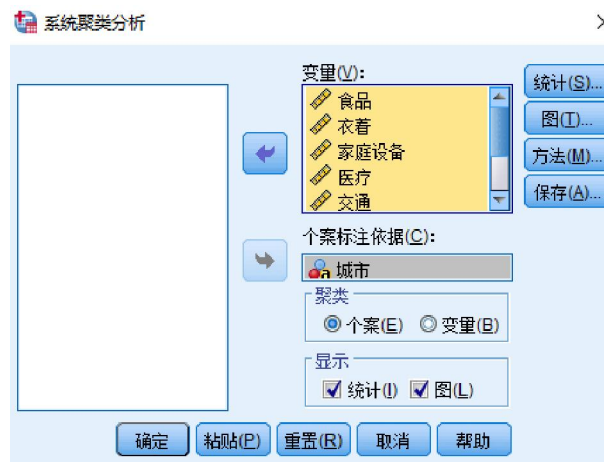 系统聚类分析
变量(V):
食品
衣着
家庭设备
医疗
交通
统计(S)...
图(T)...
方法(M)...
保存(A)...
个案标注依据(C):
城市
聚类
个案(E) 变量(B)
显示
统计(I) 图(L)
确定 粘贴(P) 重置(R) 取消 帮助